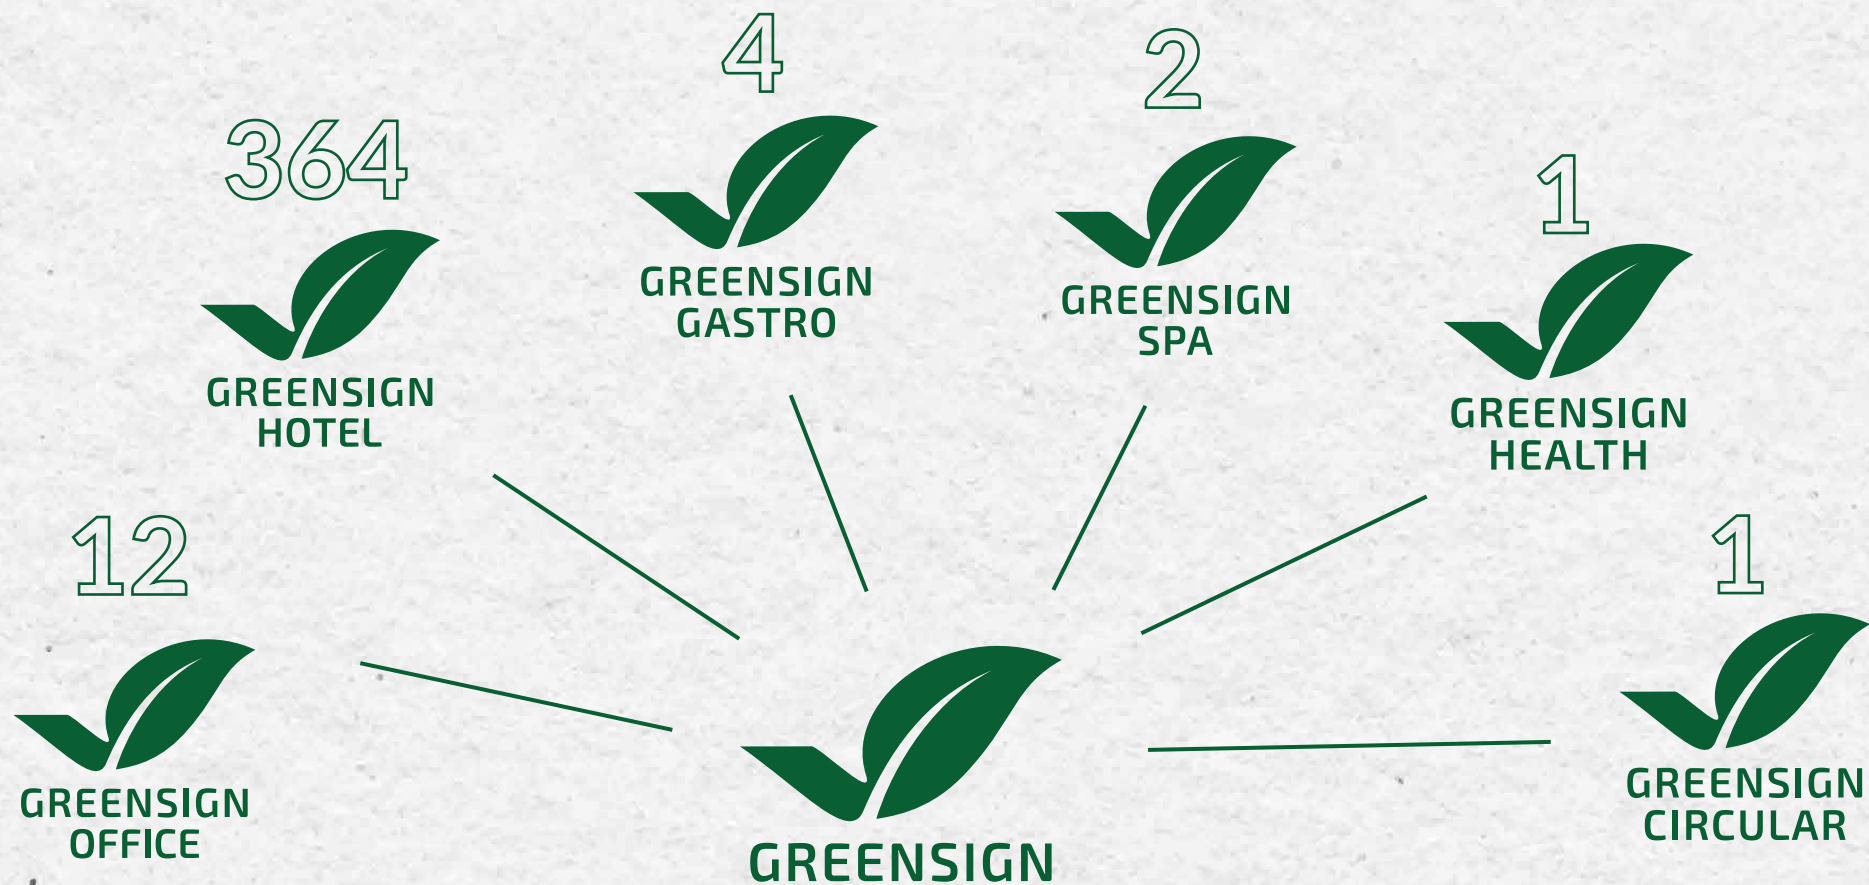 4
GREENSIGN
GASTRO
2
GREENSIGN
SPA
364
GREENSIGN
HOTEL
1
GREENSIGN
HEALTH
12
GREENSIGN
OFFICE
1
GREENSIGN
CIRCULAR
GREENSIGN